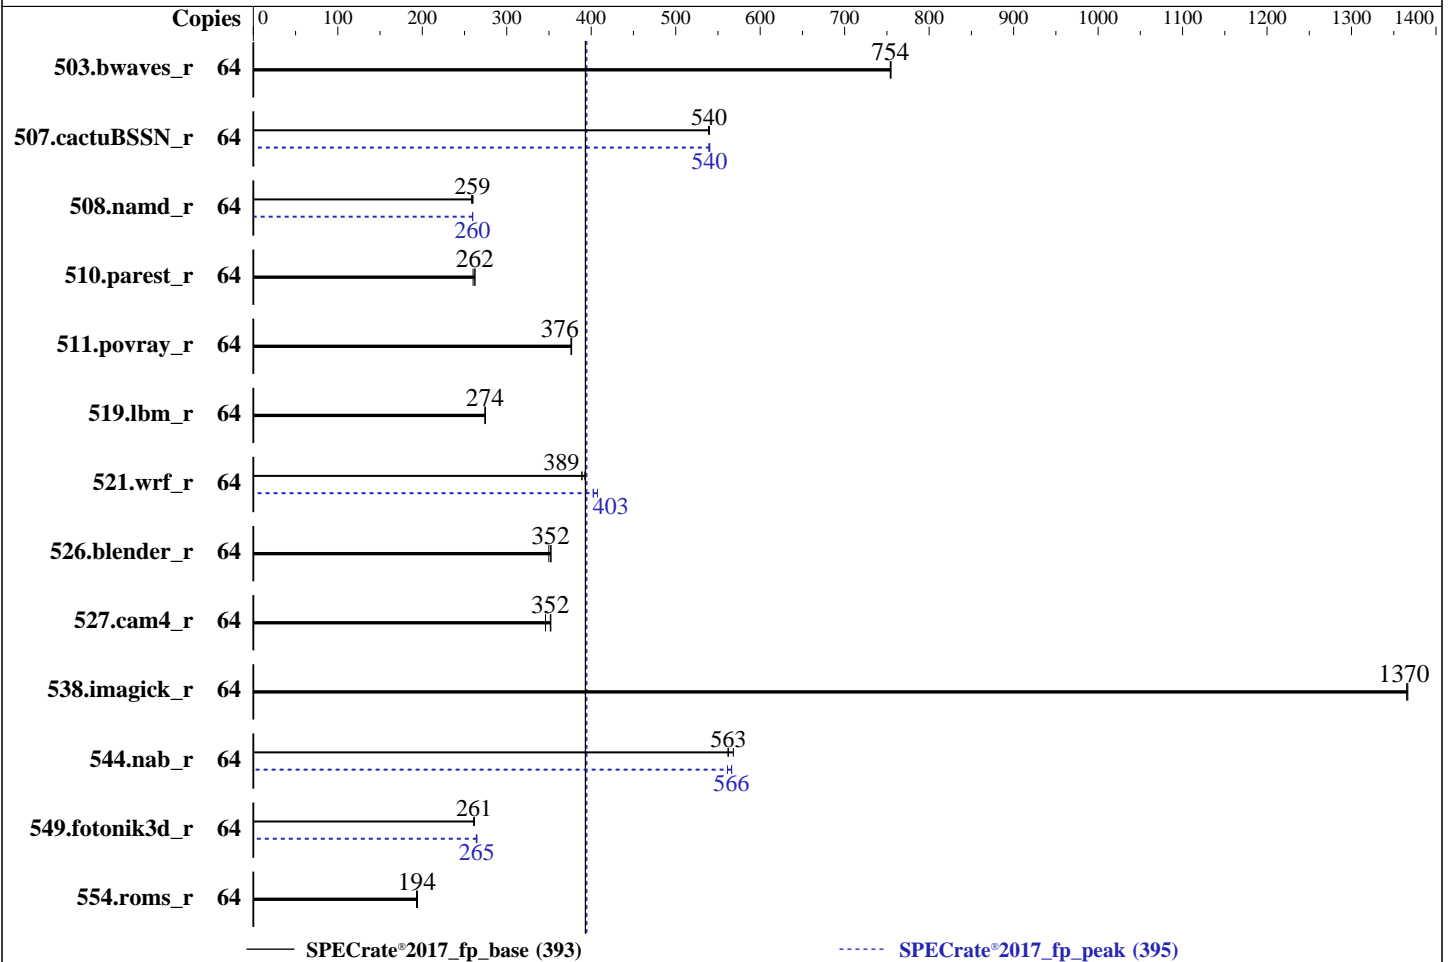 Copies 0 100 200 300 400 500 600 700 800 900 1000 1100 1200 1300 1400
503.bwaves_r 64 754
507.cactuBSSN_r 64 540
540
508.namd_r 64 259
260
510.parest_r 64 262
511.povray_r 64 376
519.lbm_r 64 274
521.wrf_r 64 389
403
526.blender_r 64 352
527.cam4_r 64 352
538.imagick_r 64 1370
544.nab_r 64 563
566
549.fotonik3d_r 64 261
265
554.roms_r 64 194
SPECrate®2017_fp_base (393) SPECrate®2017_fp_peak (395)